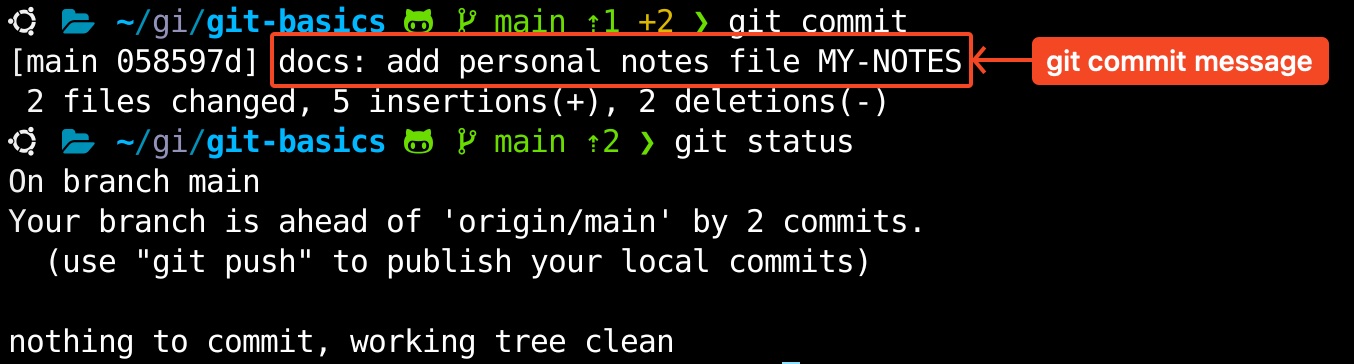 ~/gi/git-basics main ⇡1 +2 ❯ git commit
[main 058597d] docs: add personal notes file MY-NOTES
git commit message
2 files changed, 5 insertions(+), 2 deletions(-)
~/gi/git-basics main ⇡2 ❯ git status
On branch main
Your branch is ahead of 'origin/main' by 2 commits.
(use "git push" to publish your local commits)
nothing to commit, working tree clean